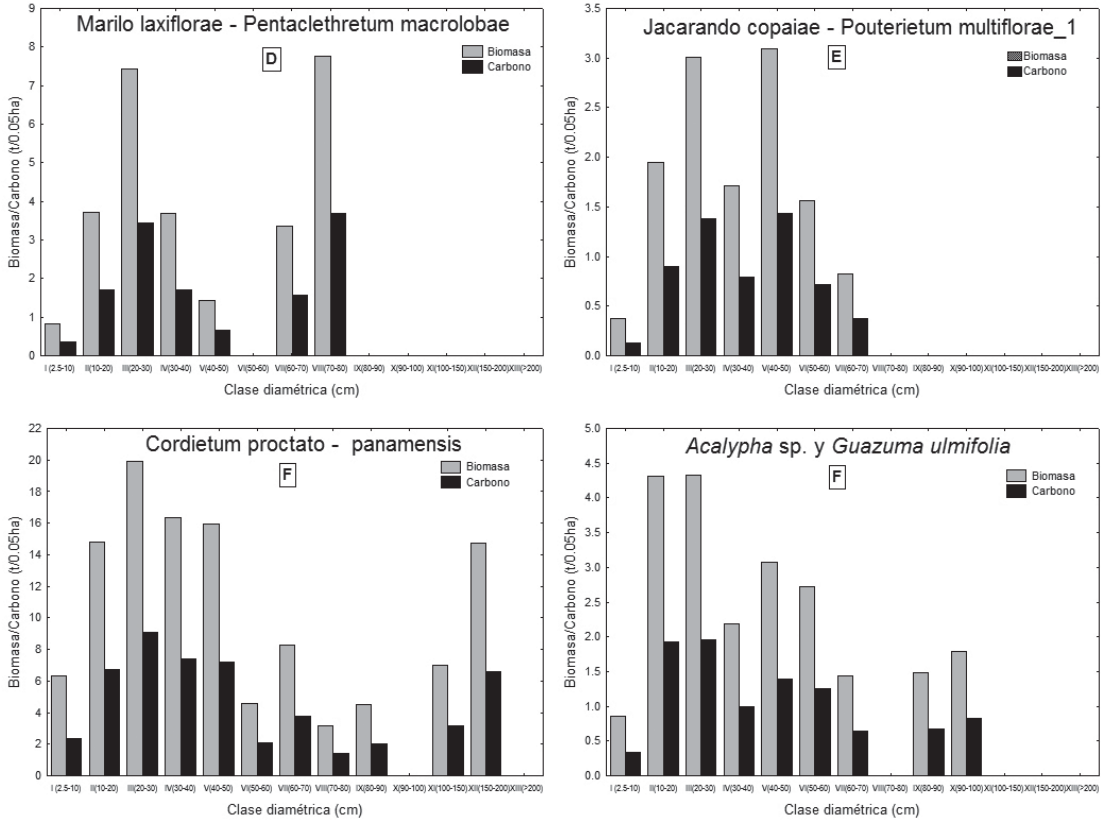 Marilo laxiflorae - Pentaclethretum macrolobae
D
Biomasa
Carbono
Biomasa/Carbono (t/0.05ha)
9
8
7
6
5
4
3
2
1
0
I (2.5-10) II(10-20) III(20-30) IV(30-40) V(40-50) VI(50-60) VII(60-70) VIII(70-80) IX(80-90) X(90-100) XI(100-150) XII(150-200) XIII(>200)
Clase diamétrica (cm)
Jacarando copaiae - Pouterietum multiflorae_1
E
Biomasa
Carbono
Biomasa/Carbono (t/0.05ha)
3.5
3.0
2.5
2.0
1.5
1.0
0.5
0.0
I (2.5-10) II(10-20) III(20-30) IV(30-40) V(40-50) VI(50-60) VII(60-70) VIII(70-80) IX(80-90) X(90-100) XI(100-150) XII(150-200) XIII(>200)
Clase diamétrica (cm)
Cordietum proctato - panamensis
F
Biomasa
Carbono
Biomasa/Carbono (t/0.05ha)
22
20
18
16
14
12
10
8
6
4
2
0
I (2.5-10) II(10-20) III(20-30) IV(30-40) V(40-50) VI(50-60) VII(60-70) VIII(70-80) IX(80-90) X(90-100) XI(100-150) XII(150-200) XIII(>200)
Clase diamétrica (cm)
Acalypha sp. y Guazuma ulmifolia
F
Biomasa
Carbono
Biomasa/Carbono (t/0.05ha)
5.0
4.5
4.0
3.5
3.0
2.5
2.0
1.5
1.0
0.5
0.0
I (2.5-10) II(10-20) III(20-30) IV(30-40) V(40-50) VI(50-60) VII(60-70) VIII(70-80) IX(80-90) X(90-100) XI(100-150) XII(150-200) XIII(>200)
Clase diamétrica (cm)